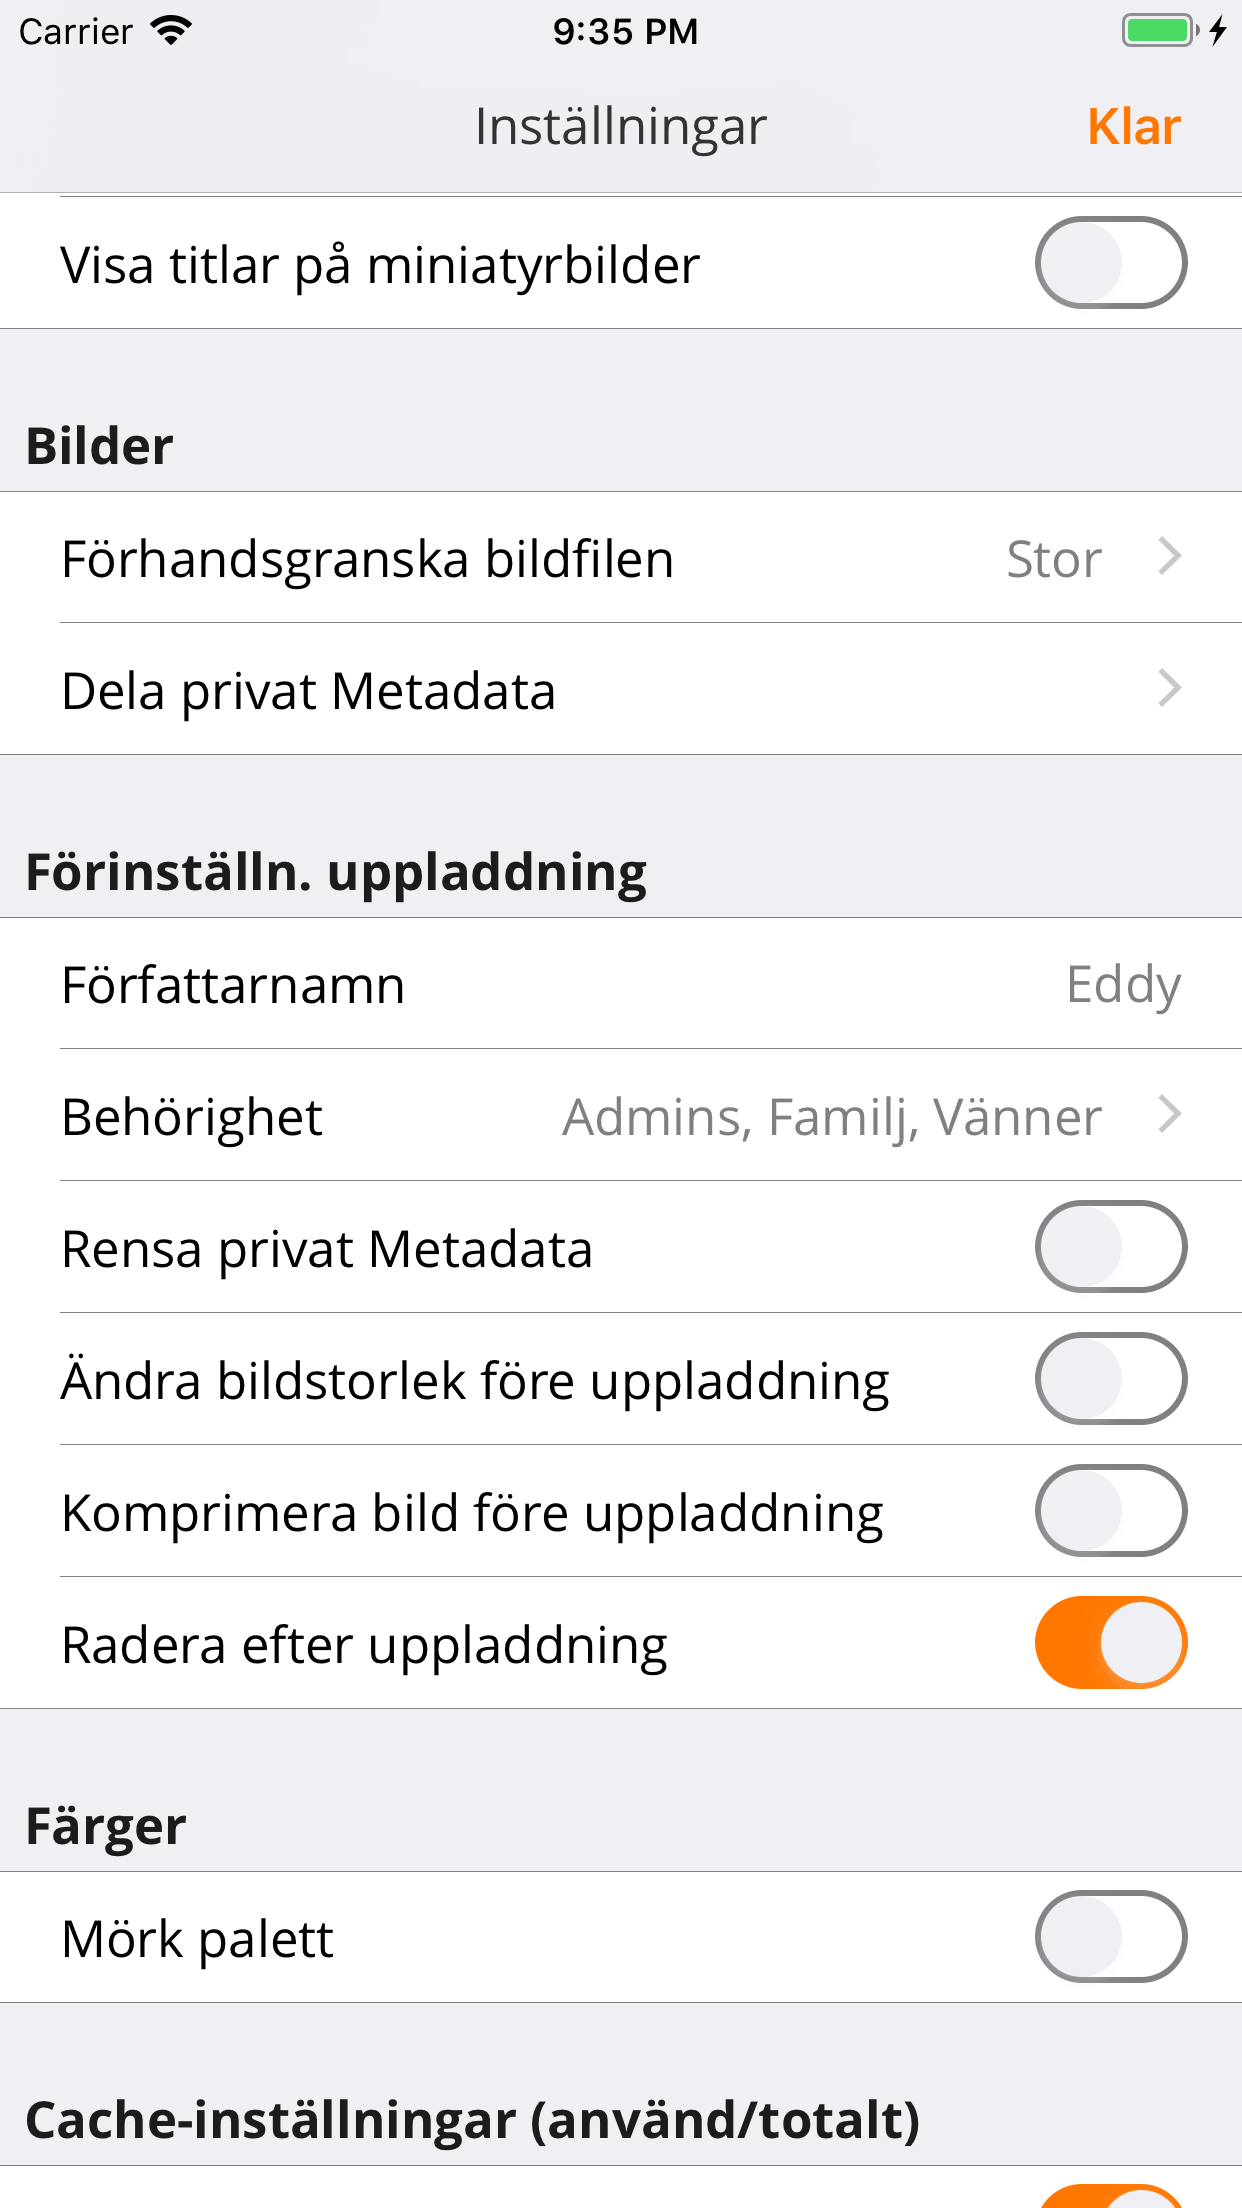 Carrier 9:35 PM
Inställningar Klar
Visa titlar på miniatyrbilder
Bilder
Förhandsgranska bildfilen Stor
Dela privat Metadata
Förinställn. uppladdning
Författarnamn Eddy
Behörighet Admins, Familj, Vänner
Rensa privat Metadata
Ändra bildstorlek före uppladdning
Komprimera bild före uppladdning
Radera efter uppladdning
Färger
Mörk palett
Cache-inställningar (använd/totalt)